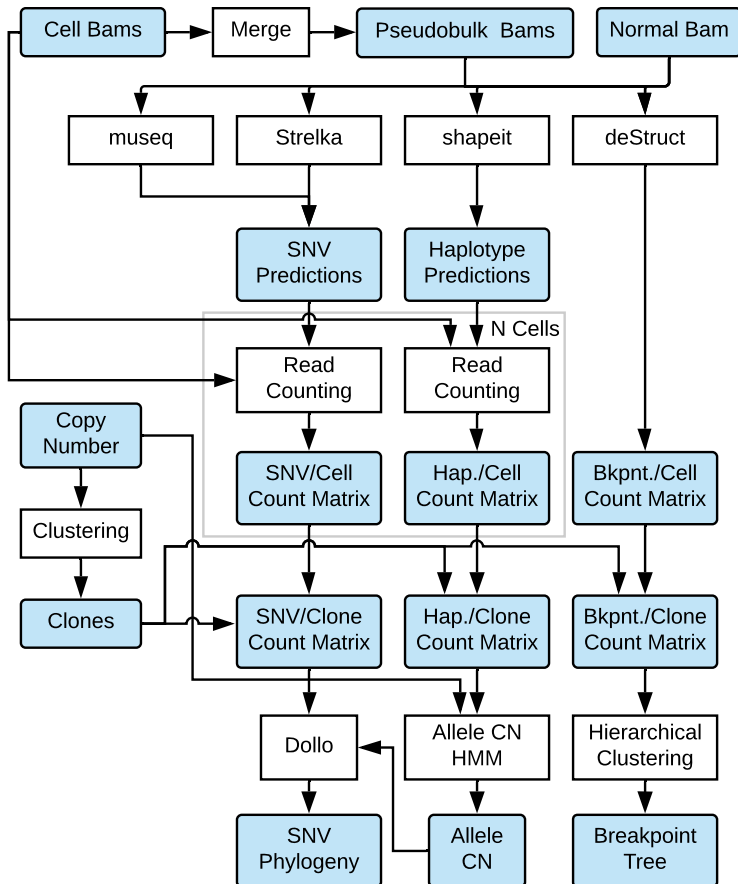 Cell Bams
Merge
Pseudobulk Bams
Normal Bam
museq
Strelka
shapeit
deStruct
SNV
Predictions
Haplotype
Predictions
N Cells
Read
Counting
Read
Counting
Copy
Number
SNV/Cell
Count Matrix
Hap./Cell
Count Matrix
Bkpnt./Cell
Count Matrix
Clustering
Clones
SNV/Clone
Count Matrix
Hap./Clone
Count Matrix
Bkpnt./Clone
Count Matrix
Dollo
Allele CN
HMM
Hierarchical
Clustering
SNV
Phylogeny
Allele
CN
Breakpoint
Tree